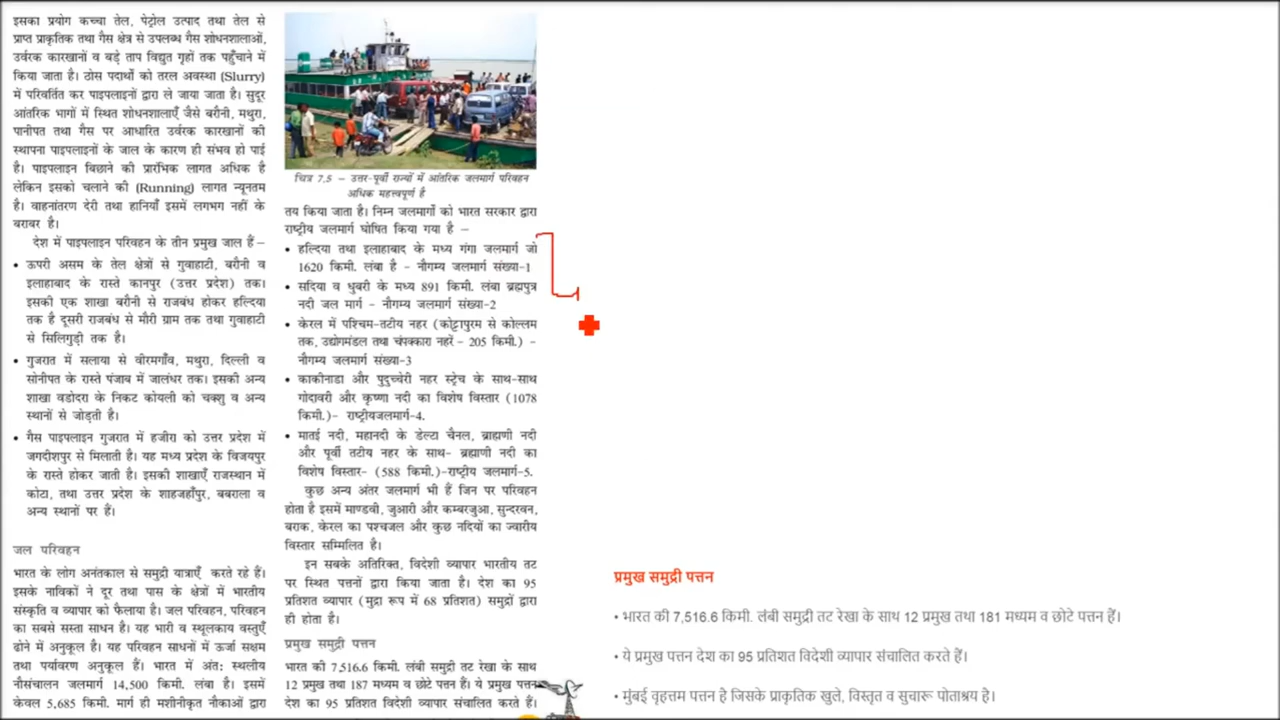 इसका प्रयोग कच्चा तेल, पेट्रोल उत्पाद तथा तेल से
प्राप्त प्राकृतिक तथा गैस क्षेत्र से उपलब्ध गैस शोधनशालाओं,
उर्वरक कारखानों व बड़े ताप विद्युत गृहों तक पहुँचाने में
किया जाता है। ठोस पदार्थों को तरल अवस्था (Slurry)
में परिवर्तित कर पाइपलाइनों द्वारा ले जाया जाता है। सुदूर
आंतरिक भागों में स्थित शोधनशालाएँ जैसे बरौनी, मथुरा,
पानीपत तथा गैस पर आधारित उर्वरक कारखानों की
स्थापना पाइपलाइनों के जाल के कारण ही संभव हो पाई
है। पाइपलाइन बिछाने की प्रारंभिक लागत अधिक है
लेकिन इसको चलाने की (Running) लागत न्यूनतम
है। वाहनांतरण देरी तथा हानियाँ इसमें लगभग नहीं के
बराबर है।
देश में पाइपलाइन परिवहन के तीन प्रमुख जाल हैं–
• ऊपरी असम के तेल क्षेत्रों से गुवाहाटी, बरौनी व
इलाहाबाद के रास्ते कानपुर (उत्तर प्रदेश) तक।
इसकी एक शाखा बरौनी से राजबंध होकर हल्दिया
तक है दूसरी राजबंध से मौरी ग्राम तक तथा गुवाहाटी
से सिलिगुड़ी तक है।
• गुजरात में सलाया से वीरमगाँव, मथुरा, दिल्ली व
सोनीपत के रास्ते पंजाब में जालंधर तक। इसकी अन्य
शाखा वडोदरा के निकट कोयली को चक्शु व अन्य
स्थानों से जोड़ती है।
• गैस पाइपलाइन गुजरात में हजीरा को उत्तर प्रदेश में
जगदीशपुर से मिलाती है। यह मध्य प्रदेश के विजयपुर
के रास्ते होकर जाती है। इसकी शाखाएँ राजस्थान में
कोटा, तथा उत्तर प्रदेश के शाहजहाँपुर, बबराला व
अन्य स्थानों पर हैं।
जल परिवहन
भारत के लोग अनंतकाल से समुद्री यात्राएँ करते रहे हैं।
इसके नाविकों ने दूर तथा पास के क्षेत्रों में भारतीय
संस्कृति व व्यापार को फैलाया है। जल परिवहन, परिवहन
का सबसे सस्ता साधन है। यह भारी व स्थूलकाय वस्तुएँ
ढोने में अनुकूल है। यह परिवहन साधनों में ऊर्जा सक्षम
तथा पर्यावरण अनुकूल हैं। भारत में अंत: स्थलीय
नौसंचालन जलमार्ग 14,500 किमी. लंबा है। इसमें
केवल 5,685 किमी. मार्ग ही मशीनीकृत नौकाओं द्वारा
चित्र 7.5 – उत्तर-पूर्वी राज्यों में आंतरिक जलमार्ग परिवहन
अधिक महत्त्वपूर्ण है
तय किया जाता है। निम्न जलमार्गों को भारत सरकार द्वारा
राष्ट्रीय जलमार्ग घोषित किया गया है –
• हल्दिया तथा इलाहाबाद के मध्य गंगा जलमार्ग जो
1620 किमी. लंबा है – नौगम्य जलमार्ग संख्या-1
• सदिया व धुबरी के मध्य 891 किमी. लंबा ब्रह्मपुत्र
नदी जल मार्ग – नौगम्य जलमार्ग संख्या-2
• केरल में पश्चिम-तटीय नहर (कोट्टापुरम से कोल्लम
तक, उद्योगमंडल तथा चंपक्कारा नहरें – 205 किमी.) –
नौगम्य जलमार्ग संख्या-3
• काकीनाडा और पुदुच्चेरी नहर स्ट्रेच के साथ-साथ
गोदावरी और कृष्णा नदी का विशेष विस्तार (1078
किमी.)– राष्ट्रीयजलमार्ग-4.
• मातई नदी, महानदी के डेल्टा चैनल, ब्राह्मणी नदी
और पूर्वी तटीय नहर के साथ– ब्रह्माणी नदी का
विशेष विस्तार– (588 किमी.)–राष्ट्रीय जलमार्ग-5.
कुछ अन्य अंतर जलमार्ग भी हैं जिन पर परिवहन
होता है इसमें माण्डवी, जुआरी और कम्बरजुआ, सुन्दरवन,
बराक, केरल का पश्चजल और कुछ नदियों का ज्वारीय
विस्तार सम्मिलित है।
इन सबके अतिरिक्त, विदेशी व्यापार भारतीय तट
पर स्थित पत्तनों द्वारा किया जाता है। देश का 95
प्रतिशत व्यापार (मुद्रा रूप में 68 प्रतिशत) समुद्रों द्वारा
ही होता है।
प्रमुख समुद्री पत्तन
भारत की 7,516.6 किमी. लंबी समुद्री तट रेखा के साथ
12 प्रमुख तथा 187 मध्यम व छोटे पत्तन हैं। ये प्रमुख पत्तन
देश का 95 प्रतिशत विदेशी व्यापार संचालित करते हैं।
प्रमुख समुद्री पत्तन
• भारत की 7,516.6 किमी. लंबी समुद्री तट रेखा के साथ 12 प्रमुख तथा 181 मध्यम व छोटे पत्तन हैं।
• ये प्रमुख पत्तन देश का 95 प्रतिशत विदेशी व्यापार संचालित करते हैं।
• मुंबई वृहत्तम पत्तन है जिसके प्राकृतिक खुले, विस्तृत व सुचारू पोताश्रय है।